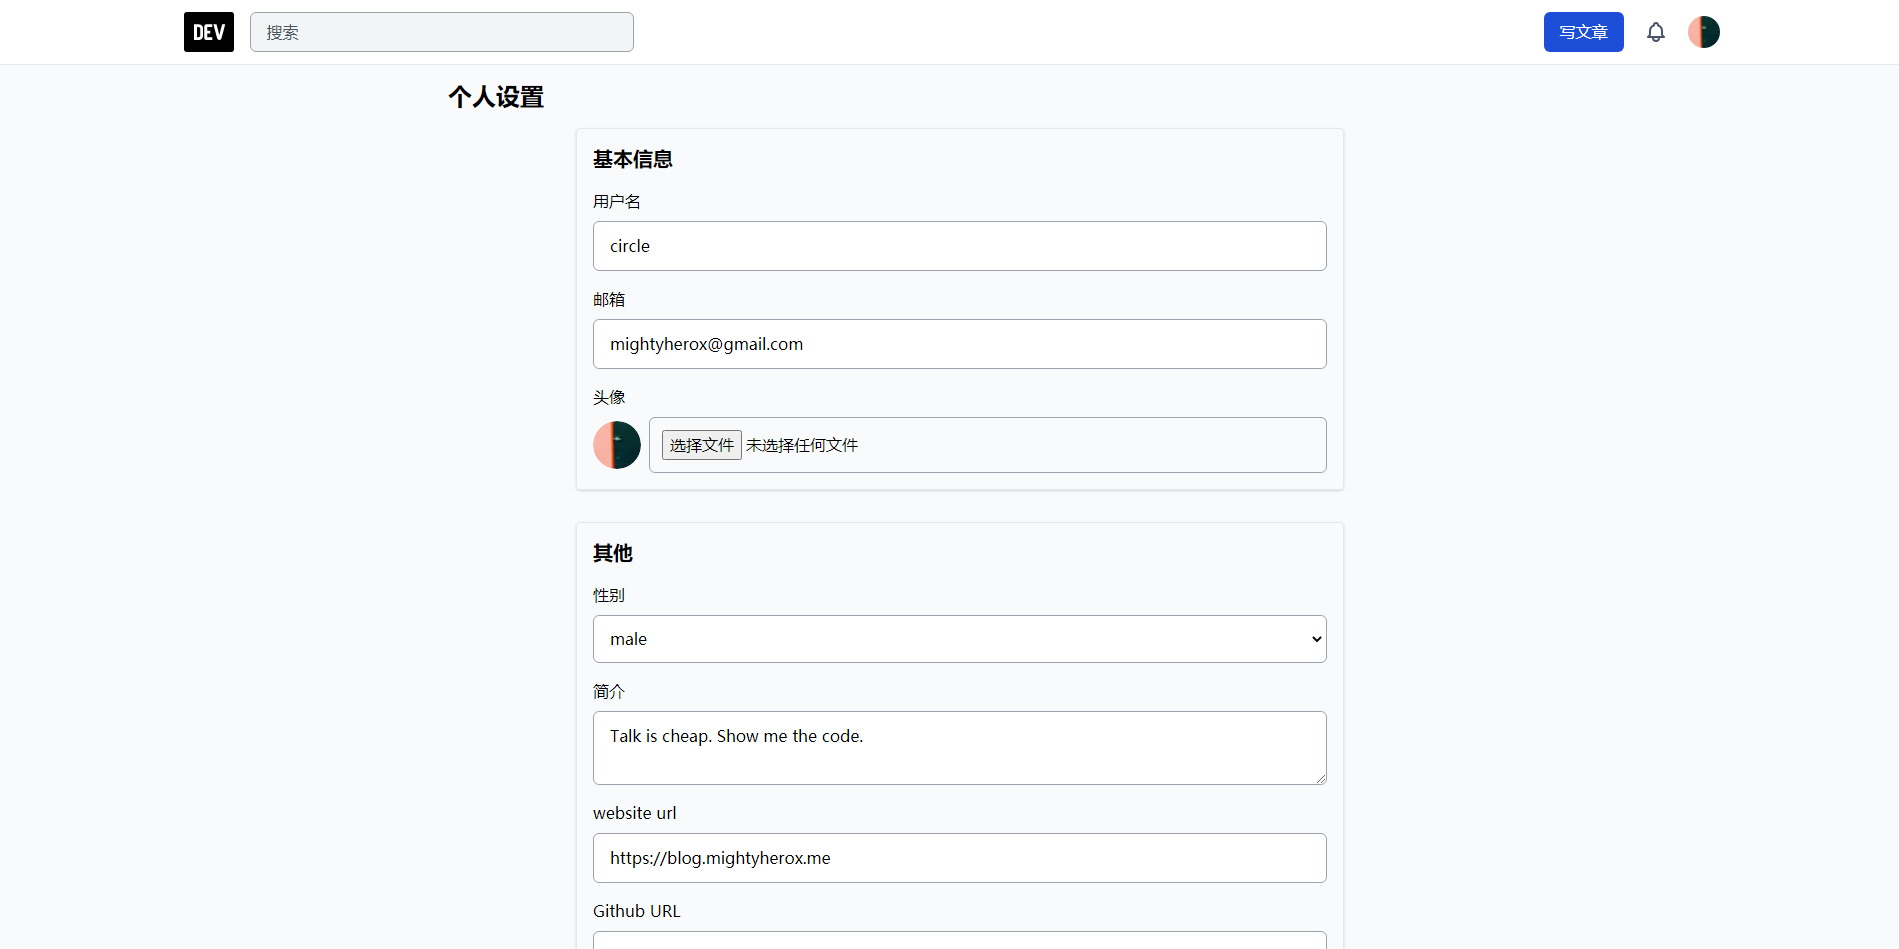 DEV
搜索
写文章
个人设置
基本信息
用户名
circle
邮箱
mightyherox@gmail.com
头像
选择文件 未选择任何文件
其他
性别
male
简介
Talk is cheap. Show me the code.
website url
https://blog.mightyherox.me
Github URL